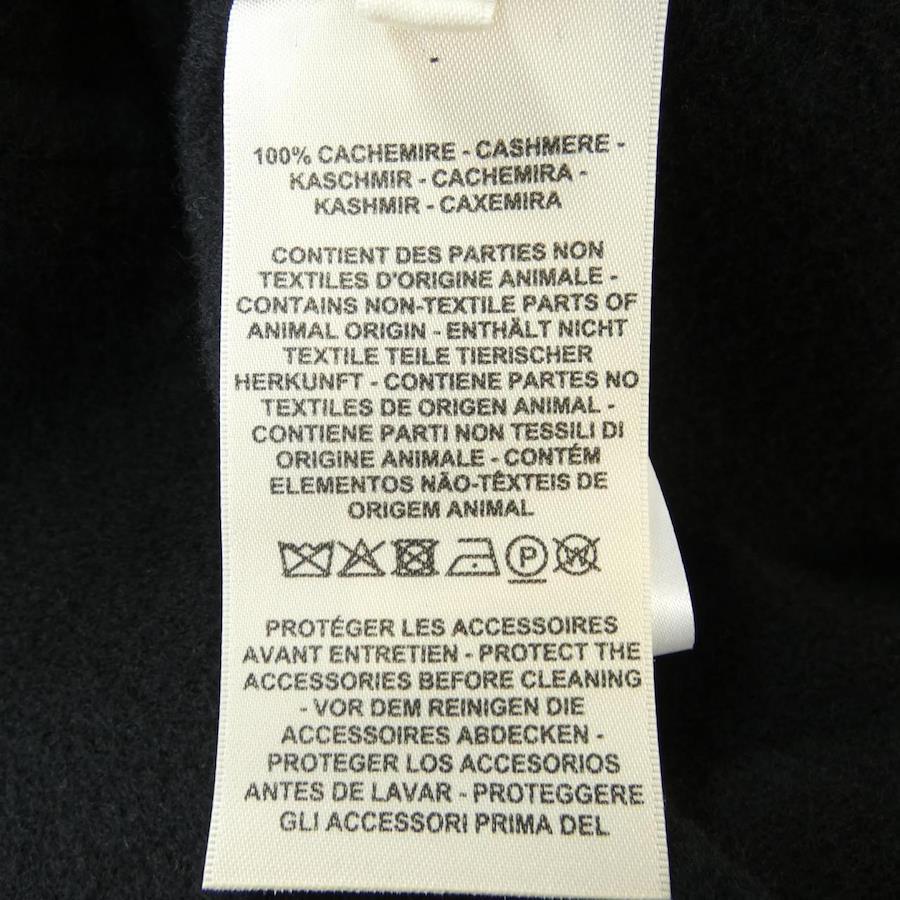 100% CACHEMIRE - CASHMERE -
KASCHMIR - CACHEMIRA -
KASHMIR - CAXEMIRA
CONTIENT DES PARTIES NON
TEXTILES D'ORIGINE ANIMALE -
CONTAINS NON-TEXTILE PARTS OF
ANIMAL ORIGIN - ENTHÄLT NICHT
TEXTILE TEILE TIERISCHER
HERKUNFT - CONTIENE PARTES NO
TEXTILES DE ORIGEN ANIMAL -
CONTIENE PARTI NON TESSILI DI
ORIGINE ANIMALE - CONTÉM
ELEMENTOS NÃO-TÊXTEIS DE
ORIGEM ANIMAL
P W
PROTÉGER LES ACCESSOIRES
AVANT ENTRETIEN - PROTECT THE
ACCESSORIES BEFORE CLEANING
- VOR DEM REINIGEN DIE
ACCESSOIRES ABDECKEN -
PROTEGER LOS ACCESORIOS
ANTES DE LAVAR - PROTEGGERE
GLI ACCESSORI PRIMA DEL